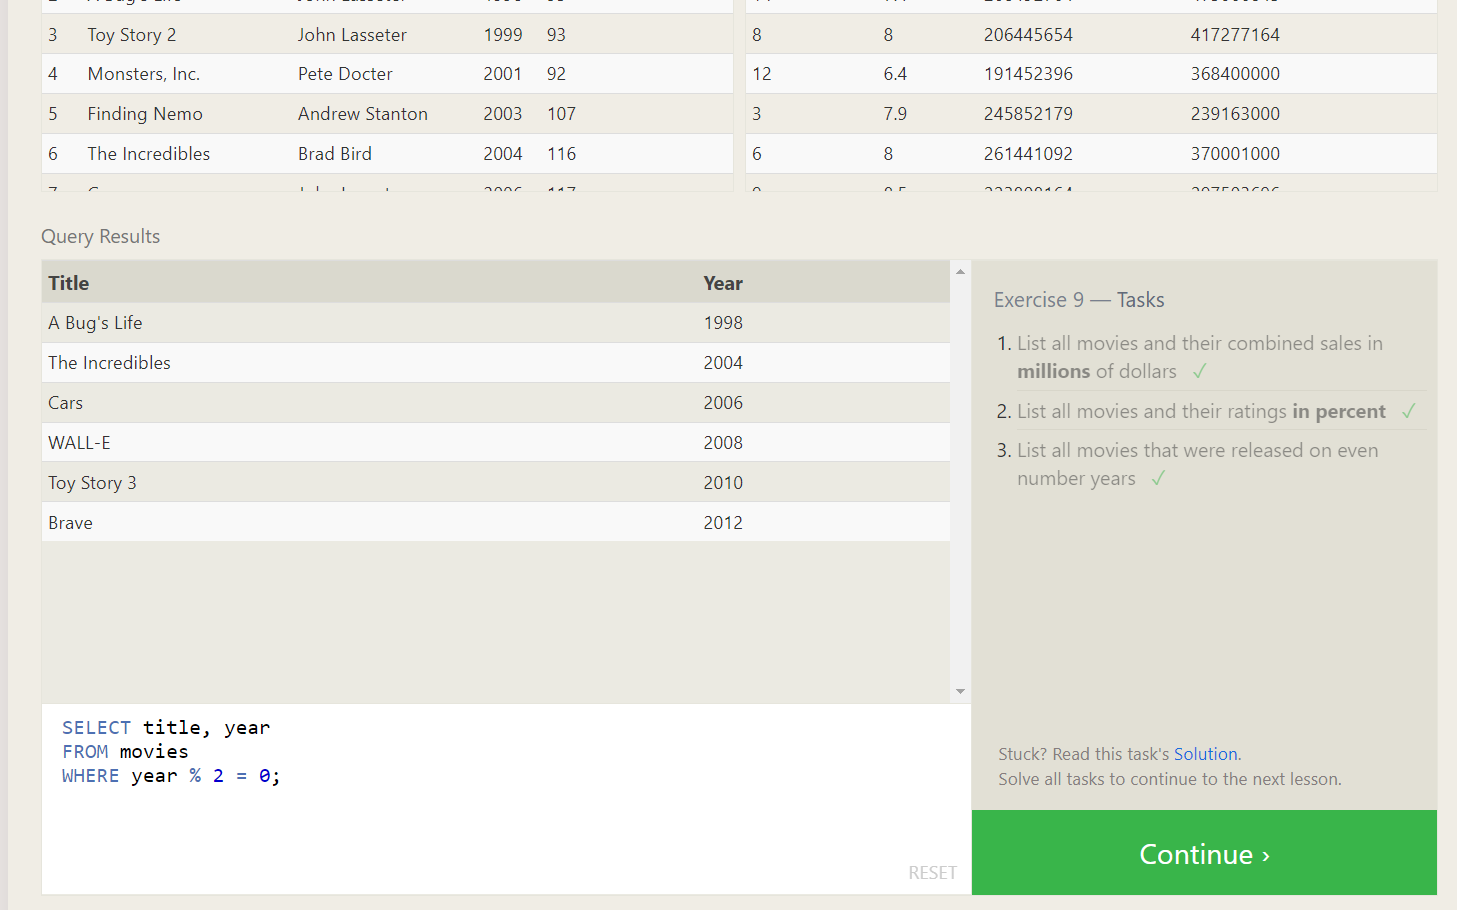 3 Toy Story 2 John Lasseter 1999 93 8 8 206445654 417277164
4 Monsters, Inc. Pete Docter 2001 92 12 6.4 191452396 368400000
5 Finding Nemo Andrew Stanton 2003 107 3 7.9 245852179 239163000
6 The Incredibles Brad Bird 2004 116 6 8 261441092 370001000
Query Results
Title Year
A Bug's Life 1998
The Incredibles 2004
Cars 2006
WALL-E 2008
Toy Story 3 2010
Brave 2012
SELECT title, year
FROM movies
WHERE year % 2 = 0;
RESET
Exercise 9 — Tasks
1. List all movies and their combined sales in
millions of dollars ✓
2. List all movies and their ratings in percent ✓
3. List all movies that were released on even
number years ✓
Stuck? Read this task's Solution.
Solve all tasks to continue to the next lesson.
Continue ›